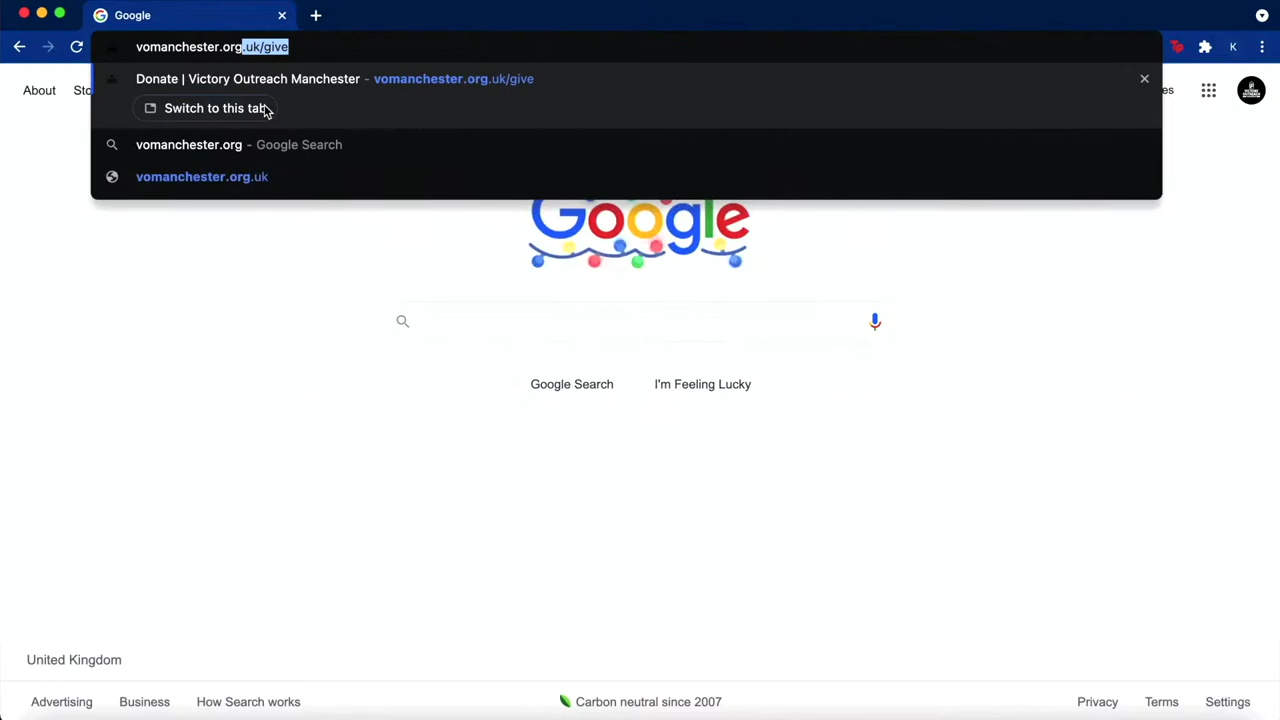 Google
vomanchester.org.uk/give
K
Donate | Victory Outreach Manchester - vomanchester.org.uk/give
Switch to this tab
vomanchester.org - Google Search
vomanchester.org.uk
About
Sto
es
Google
Google Search
I'm Feeling Lucky
United Kingdom
Advertising
Business
How Search works
Carbon neutral since 2007
Privacy
Terms
Settings